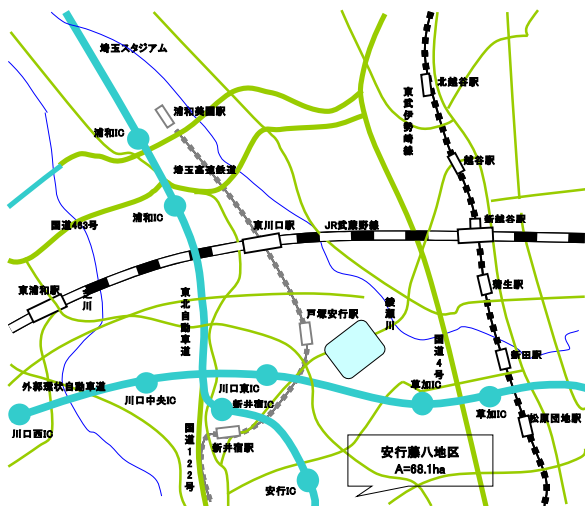 埼玉スタジアム
北越谷駅
東武伊勢崎線
浦和美園駅
浦和IC
越谷駅
埼玉高速鉄道
浦和IC
国道463号
東川口駅
JR武蔵野線
新越谷駅
東浦和駅
芝川
蒲生駅
東北自動車道
戸塚安行駅
綾瀬川
国道4号
新田駅
外郭環状自動車道
川口東IC
川口中央IC
新井宿IC
草加IC
草加IC
川口西IC
国道122号
新井宿駅
松原団地駅
安行藤八地区
A=68.1ha
安行IC